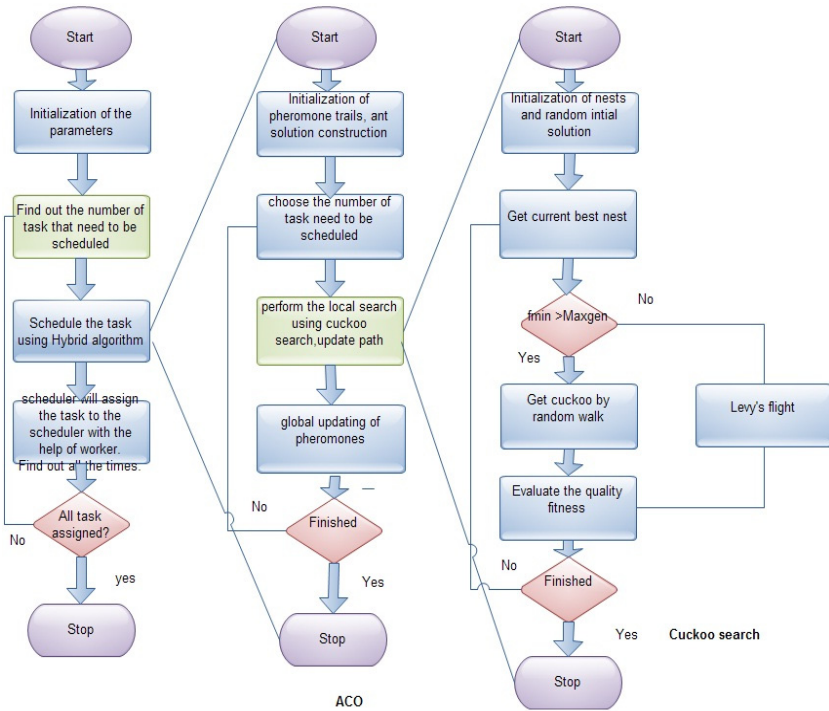 Start
Initialization of the
parameters
Find out the number of
task that need to be
scheduled
Schedule the task
using Hybrid algorithm
scheduler will assign
the task to the
scheduler with the
help of worker.
Find out all the times.
All task
assigned?
No
yes
Stop
Start
Initialization of
pheromone trails, ant
solution construction
choose the number of
task need to be
scheduled
perform the local search
using cuckoo
search,update path
global updating of
pheromones
No
Finished
Yes
Stop
ACO
Start
Initialization of nests
and random intial
solution
Get current best nest
fmin >Maxgen
No
Yes
Get cuckoo by
random walk
Levy's flight
Evaluate the quality
fitness
No
Finished
Yes
Cuckoo search
Stop